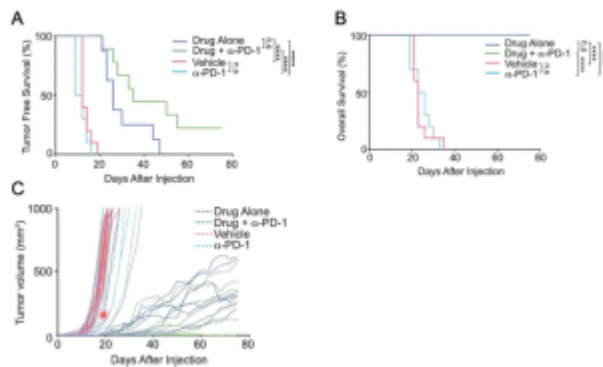 A
Tumor Free Survival (%)
100
50
0
0 20 40 60 80
Days After Injection
Drug Alone
Drug + α-PD-1
Vehicle
α-PD-1
n.s
****
****
B
Overall Survival (%)
100
50
0
0 20 40 60 80
Days After Injection
Drug Alone
Drug + α-PD-1
Vehicle
α-PD-1
n.s
****
****
C
Tumor volume (mm³)
1000
500
0
0 20 40 60 80
Days After Injection
Drug Alone
Drug + α-PD-1
Vehicle
α-PD-1